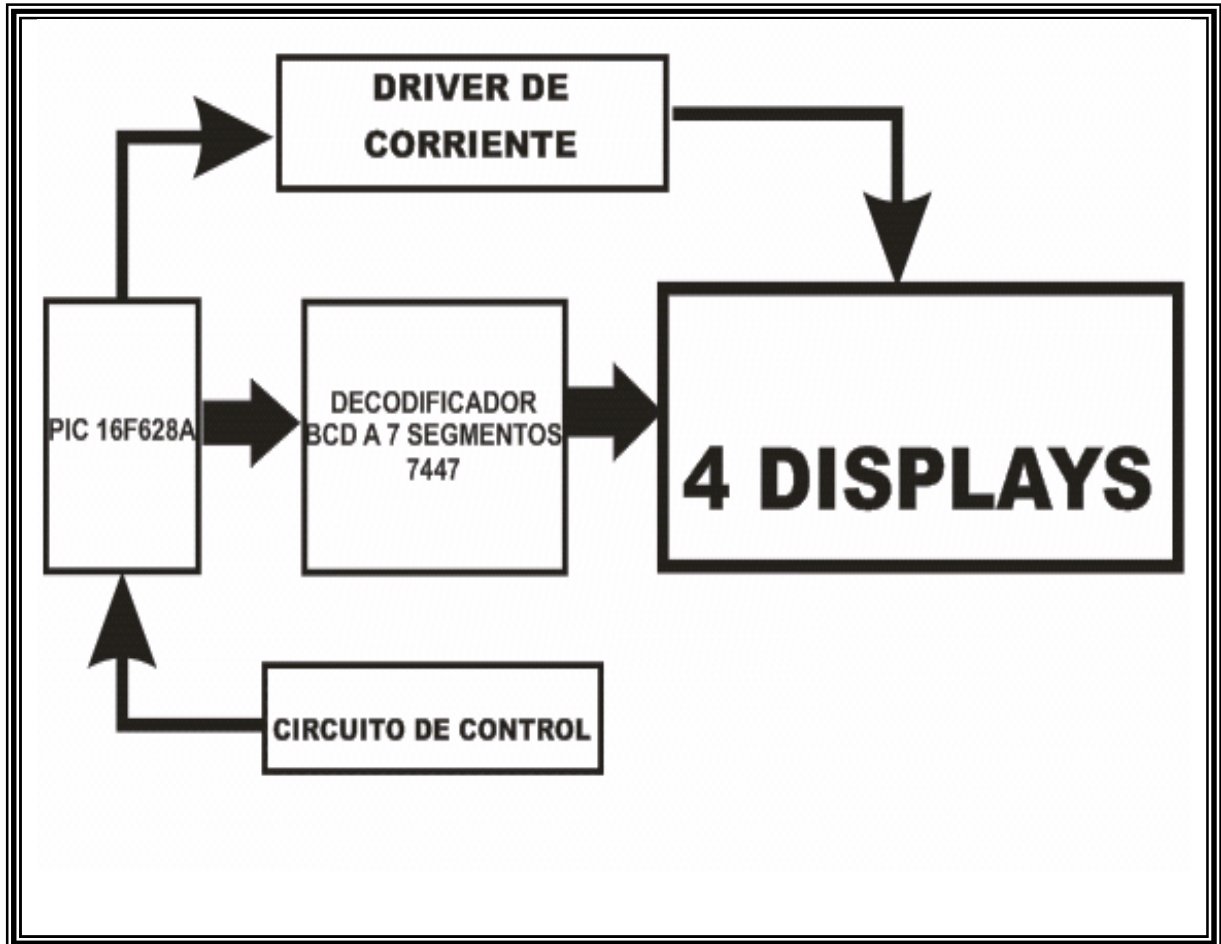 DRIVER DE
CORRIENTE
PIC 16F628A
DECODIFICADOR
BCD A 7 SEGMENTOS
7447
4 DISPLAYS
CIRCUITO DE CONTROL